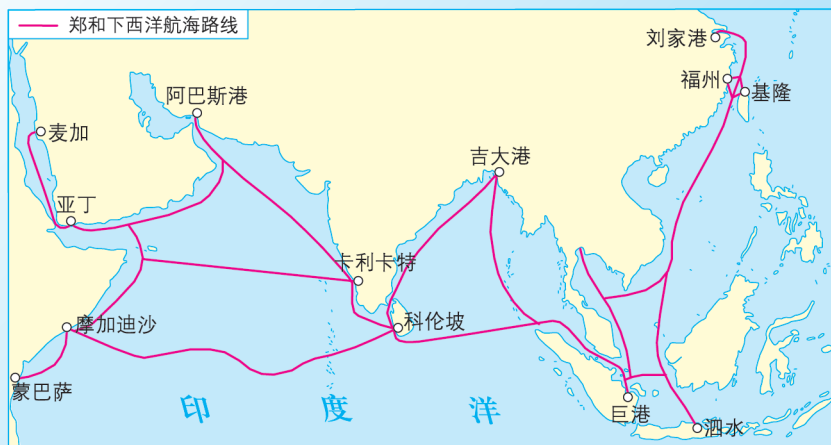 郑和下西洋航海路线
刘家港
福州
基隆
阿巴斯港
麦加
吉大港
亚丁
卡利卡特
摩加迪沙
科伦坡
蒙巴萨
印度洋
巨港
泗水